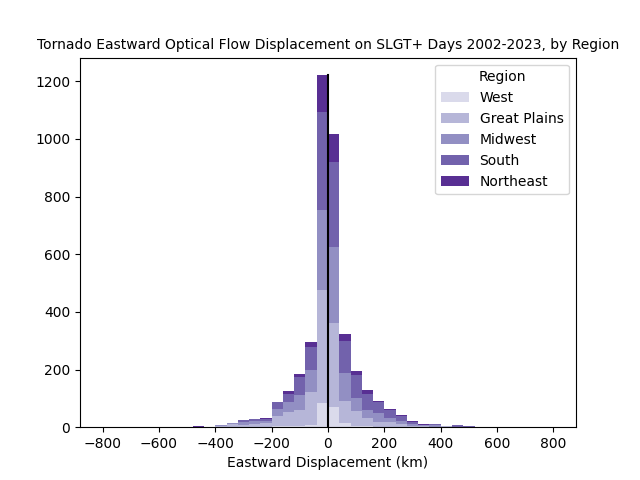 Tornado Eastward Optical Flow Displacement on SLGT+ Days 2002-2023, by Region
Region
West
Great Plains
Midwest
South
Northeast
1200
1000
800
600
400
200
0
−800 −600 −400 −200 0 200 400 600 800
Eastward Displacement (km)